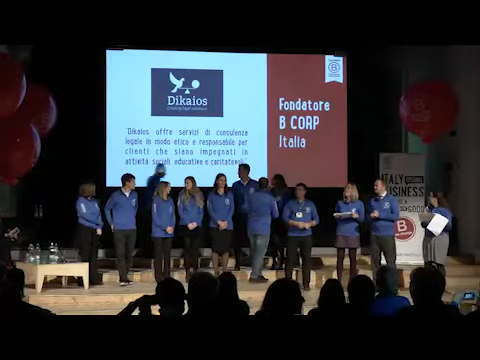 Dikaios
Fondatore
B CORP
Italia
"Dikaios offre servizi di consulenza
legale in modo etico e responsabile per
clienti che siano impegnati in
attività sociali, educative e caritatevoli"
ITALY
BUSINESS
GOOD
B